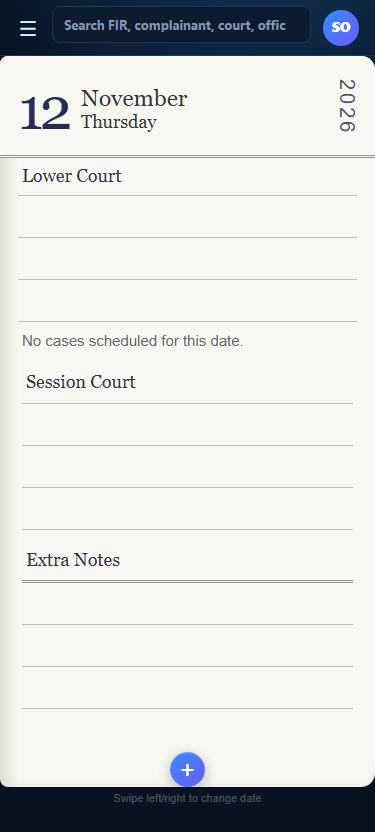 Search FIR, complainant, court, offic
SO
12
November
Thursday
2026
Lower Court
No cases scheduled for this date.
Session Court
Extra Notes
+
Swipe left/right to change date